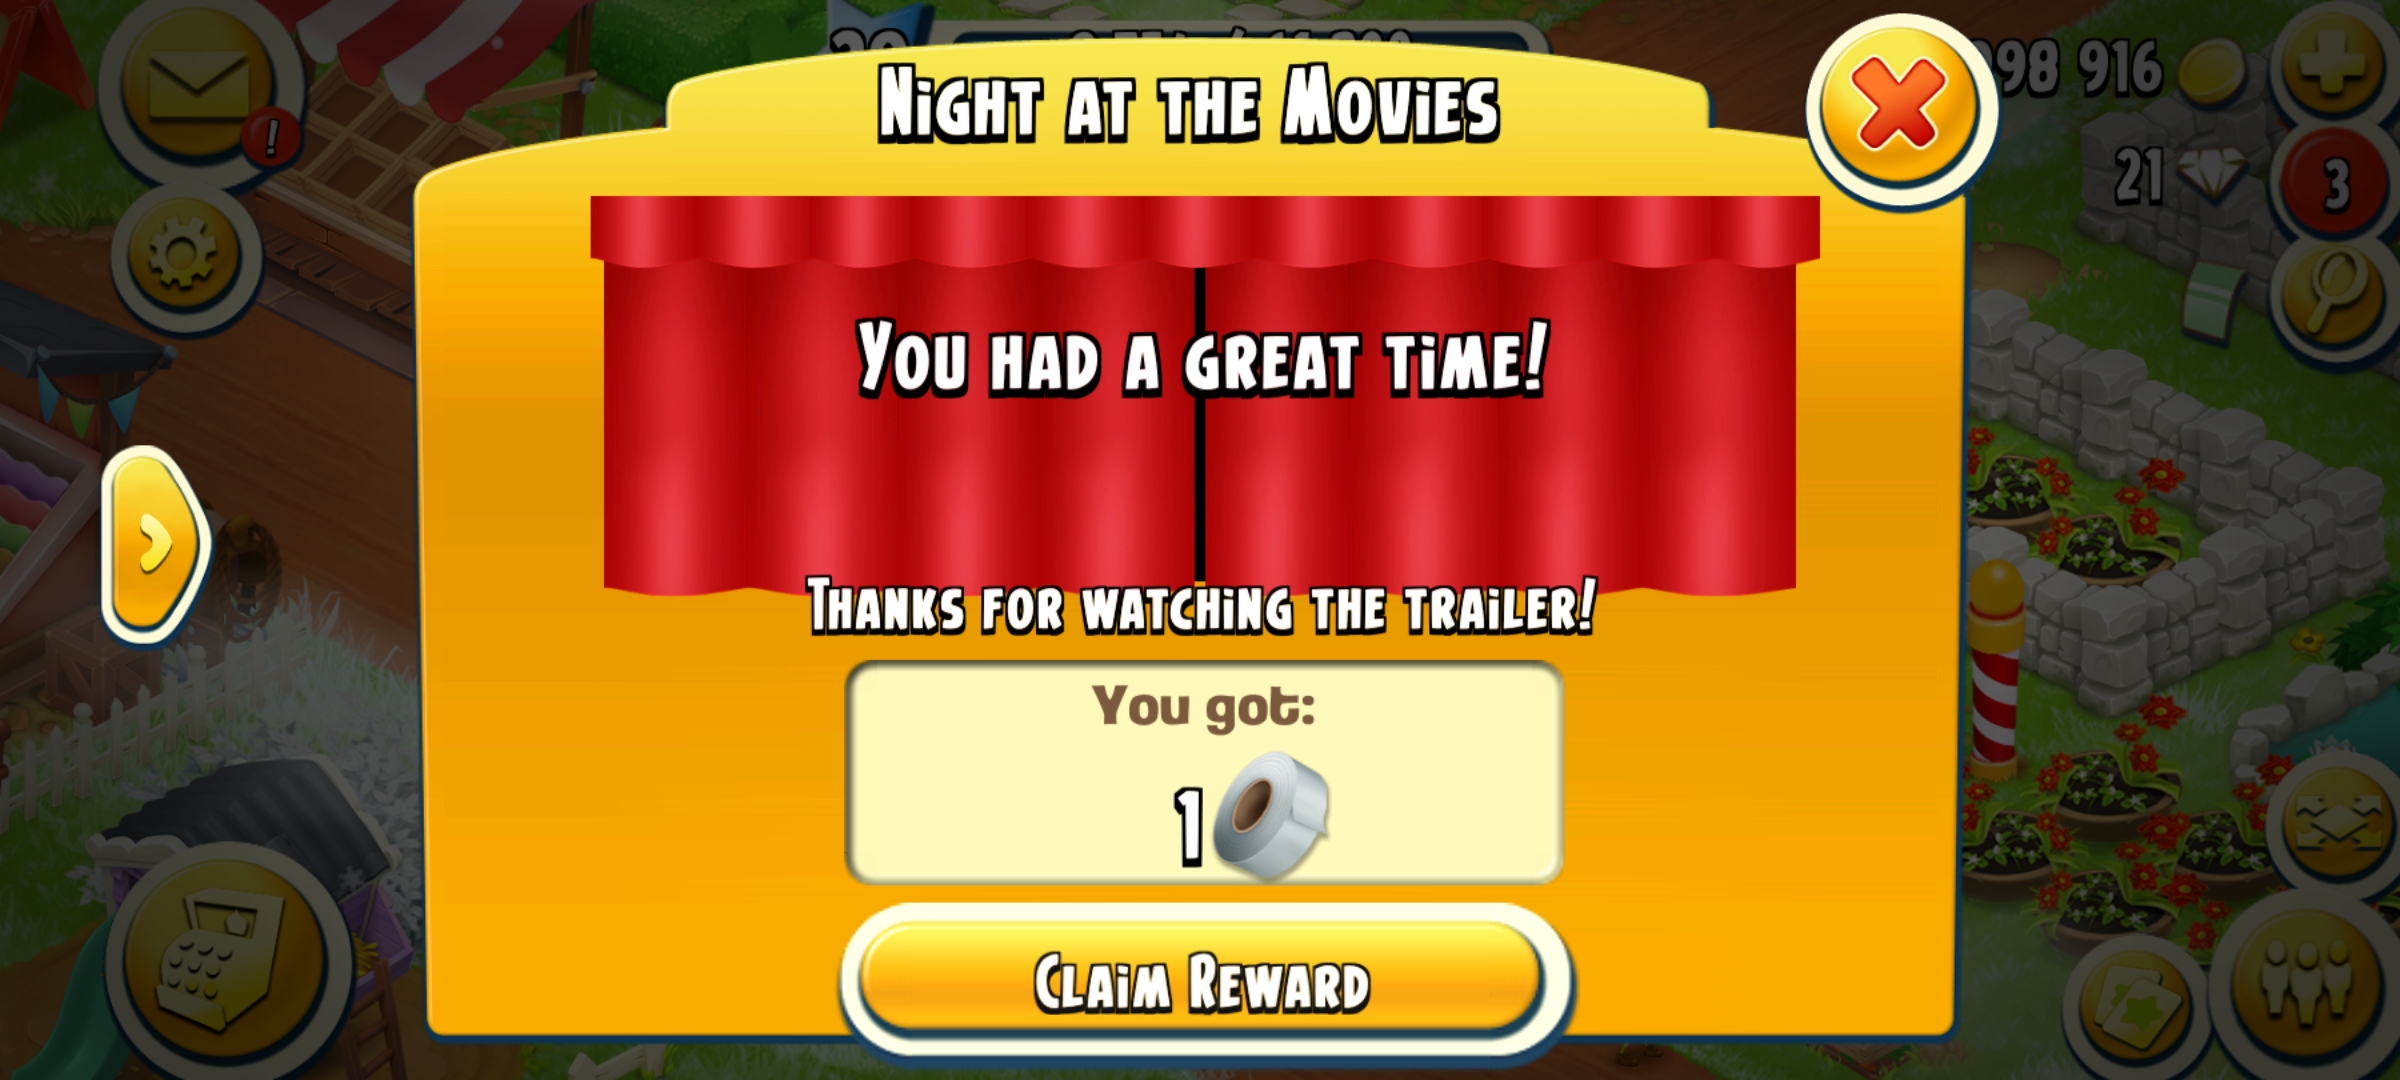 Night at the Movies
98 916
!
21
3
You had a great time!
Thanks for watching the trailer!
You got:
1
Claim Reward